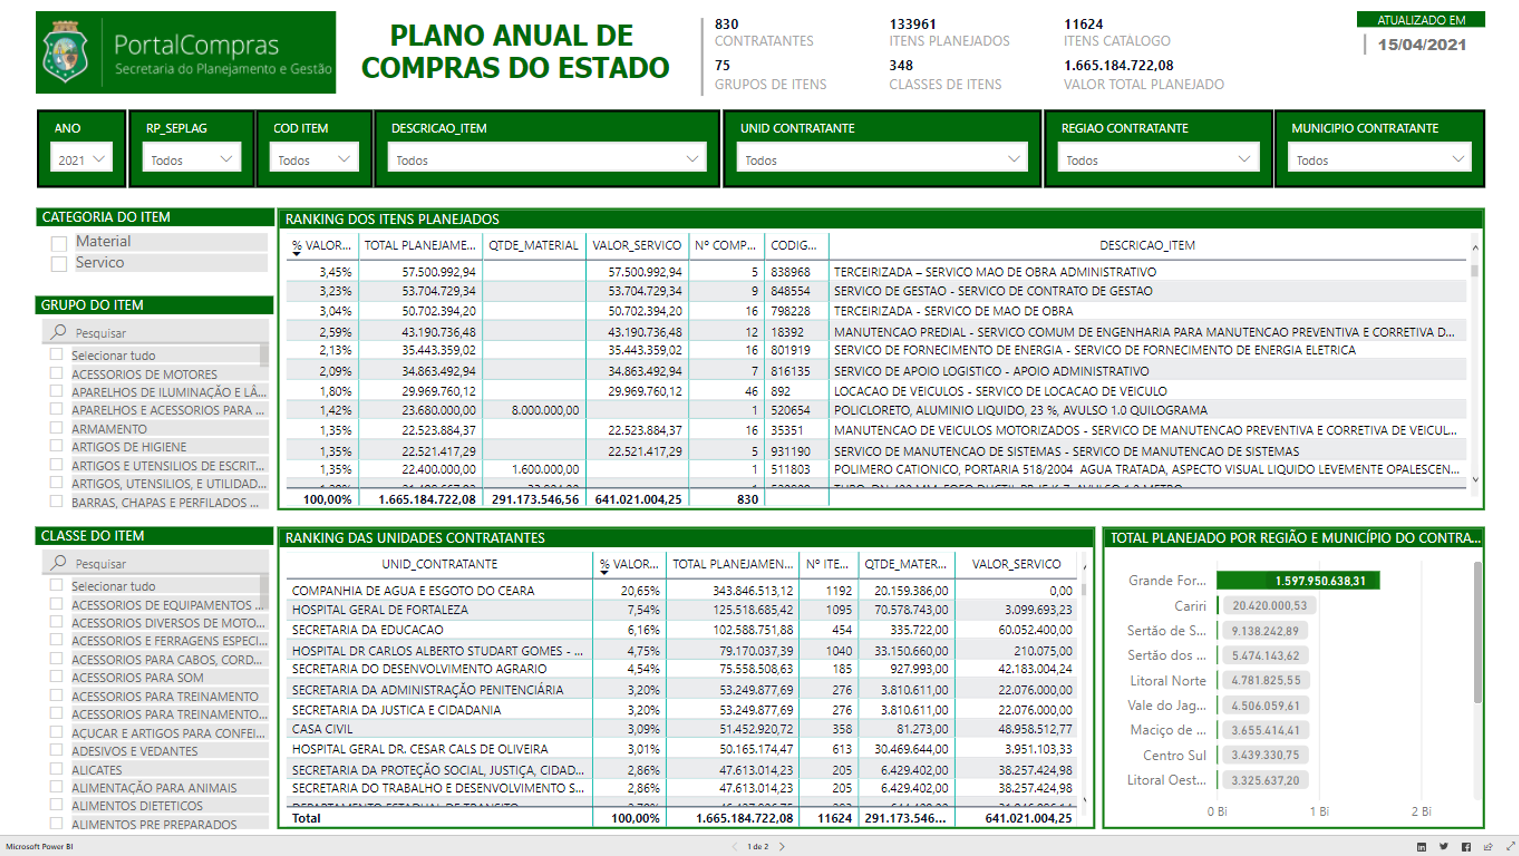 PortalCompras
Secretaria do Planejamento e Gestão
PLANO ANUAL DE
COMPRAS DO ESTADO
830
CONTRATANTES
133961
ITENS PLANEJADOS
11624
ITENS CATALOGO
75
GRUPOS DE ITENS
348
CLASSES DE ITENS
1.665.184.722,08
VALOR TOTAL PLANEJADO
ATUALIZADO EM
15/04/2021
ANO
2021
RP_SEPLAG
Todos
COD ITEM
Todos
DESCRICAO_ITEM
Todos
UNID CONTRATANTE
Todos
REGIAO CONTRATANTE
Todos
MUNICIPIO CONTRATANTE
Todos
CATEGORIA DO ITEM
Material
Servico
GRUPO DO ITEM
Pesquisar
Selecionar tudo
ACESSORIOS DE MOTORES
APARELHOS DE ILUMINAÇÃO E LÂ...
APARELHOS E ACESSORIOS PARA ...
ARMAMENTO
ARTIGOS DE HIGIENE
ARTIGOS E UTENSILIOS DE ESCRIT...
ARTIGOS, UTENSILIOS, E UTILIDAD...
BARRAS, CHAPAS E PERFILADOS ...
RANKING DOS ITENS PLANEJADOS
% VALOR... TOTAL PLANEJAME... QTDE_MATERIAL VALOR_SERVICO Nº COMP... CODIG... DESCRICAO_ITEM
3,45% 57.500.992,94 57.500.992,94 5 838968 TERCEIRIZADA – SERVICO MAO DE OBRA ADMINISTRATIVO
3,23% 53.704.729,34 53.704.729,34 9 848554 SERVICO DE GESTAO - SERVICO DE CONTRATO DE GESTAO
3,04% 50.702.394,20 50.702.394,20 16 798228 TERCEIRIZADA - SERVICO DE MAO DE OBRA
2,59% 43.190.736,48 43.190.736,48 12 18392 MANUTENCAO PREDIAL - SERVICO COMUM DE ENGENHARIA PARA MANUTENCAO PREVENTIVA E CORRETIVA D...
2,13% 35.443.359,02 35.443.359,02 16 801919 SERVICO DE FORNECIMENTO DE ENERGIA - SERVICO DE FORNECIMENTO DE ENERGIA ELETRICA
2,09% 34.863.492,94 34.863.492,94 7 816135 SERVICO DE APOIO LOGISTICO - APOIO ADMINISTRATIVO
1,80% 29.969.760,12 29.969.760,12 46 892 LOCACAO DE VEICULOS - SERVICO DE LOCACAO DE VEICULO
1,42% 23.680.000,00 8.000.000,00 1 520654 POLICLORETO, ALUMINIO LIQUIDO, 23 %, AVULSO 1.0 QUILOGRAMA
1,35% 22.523.884,37 22.523.884,37 16 35351 MANUTENCAO DE VEICULOS MOTORIZADOS - SERVICO DE MANUTENCAO PREVENTIVA E CORRETIVA DE VEICUL...
1,35% 22.521.417,29 22.521.417,29 5 931190 SERVICO DE MANUTENCAO DE SISTEMAS - SERVICO DE MANUTENCAO DE SISTEMAS
1,35% 22.400.000,00 1.600.000,00 1 511803 POLIMERO CATIONICO, PORTARIA 518/2004 AGUA TRATADA, ASPECTO VISUAL LIQUIDO LEVEMENTE OPALESCEN...
100,00% 1.665.184.722,08 291.173.546,56 641.021.004,25 830
CLASSE DO ITEM
Pesquisar
Selecionar tudo
ACESSORIOS DE EQUIPAMENTOS ...
ACESSORIOS DIVERSOS DE MOTO...
ACESSORIOS E FERRAGENS ESPECI...
ACESSORIOS PARA CABOS, CORD...
ACESSORIOS PARA SOM
ACESSORIOS PARA TREINAMENTO
ACESSORIOS PARA TREINAMENTO...
AÇUCAR E ARTIGOS PARA CONFEI...
ADESIVOS E VEDANTES
ALICATES
ALIMENTAÇÃO PARA ANIMAIS
ALIMENTOS DIETETICOS
ALIMENTOS PRE PREPARADOS
RANKING DAS UNIDADES CONTRATANTES
UNID_CONTRATANTE % VALOR... TOTAL PLANEJAMEN... Nº ITE... QTDE_MATER... VALOR_SERVICO
COMPANHIA DE AGUA E ESGOTO DO CEARA 20,65% 343.846.513,12 1192 20.159.386,00 0,00
HOSPITAL GERAL DE FORTALEZA 7,54% 125.518.685,42 1095 70.578.743,00 3.099.693,23
SECRETARIA DA EDUCACAO 6,16% 102.588.751,88 454 335.722,00 60.052.400,00
HOSPITAL DR CARLOS ALBERTO STUDART GOMES - ... 4,75% 79.170.037,39 1040 33.150.660,00 210.075,00
SECRETARIA DO DESENVOLVIMENTO AGRARIO 4,54% 75.558.508,63 185 927.993,00 42.183.004,24
SECRETARIA DA ADMINISTRAÇÃO PENITENCIÁRIA 3,20% 53.249.877,69 276 3.810.611,00 22.076.000,00
SECRETARIA DA JUSTICA E CIDADANIA 3,20% 53.249.877,69 276 3.810.611,00 22.076.000,00
CASA CIVIL 3,09% 51.452.920,72 358 81.273,00 48.958.512,77
HOSPITAL GERAL DR. CESAR CALS DE OLIVEIRA 3,01% 50.165.174,47 613 30.469.644,00 3.951.103,33
SECRETARIA DA PROTEÇÃO SOCIAL, JUSTIÇA, CIDAD... 2,86% 47.613.014,23 205 6.429.402,00 38.257.424,98
SECRETARIA DO TRABALHO E DESENVOLVIMENTO S... 2,86% 47.613.014,23 205 6.429.402,00 38.257.424,98
Total 100,00% 1.665.184.722,08 11624 291.173.546... 641.021.004,25
TOTAL PLANEJADO POR REGIÃO E MUNICÍPIO DO CONTRA...
Grande For... 1.597.950.638,31
Cariri 20.420.000,53
Sertão de S... 9.138.242,89
Sertão dos ... 5.474.143,62
Litoral Norte 4.781.825,55
Vale do Jag... 4.506.059,61
Maciço de ... 3.655.414,41
Centro Sul 3.439.330,75
Litoral Oest... 3.325.637,20
0 Bi 1 Bi 2 Bi
Microsoft Power BI
1 de 2